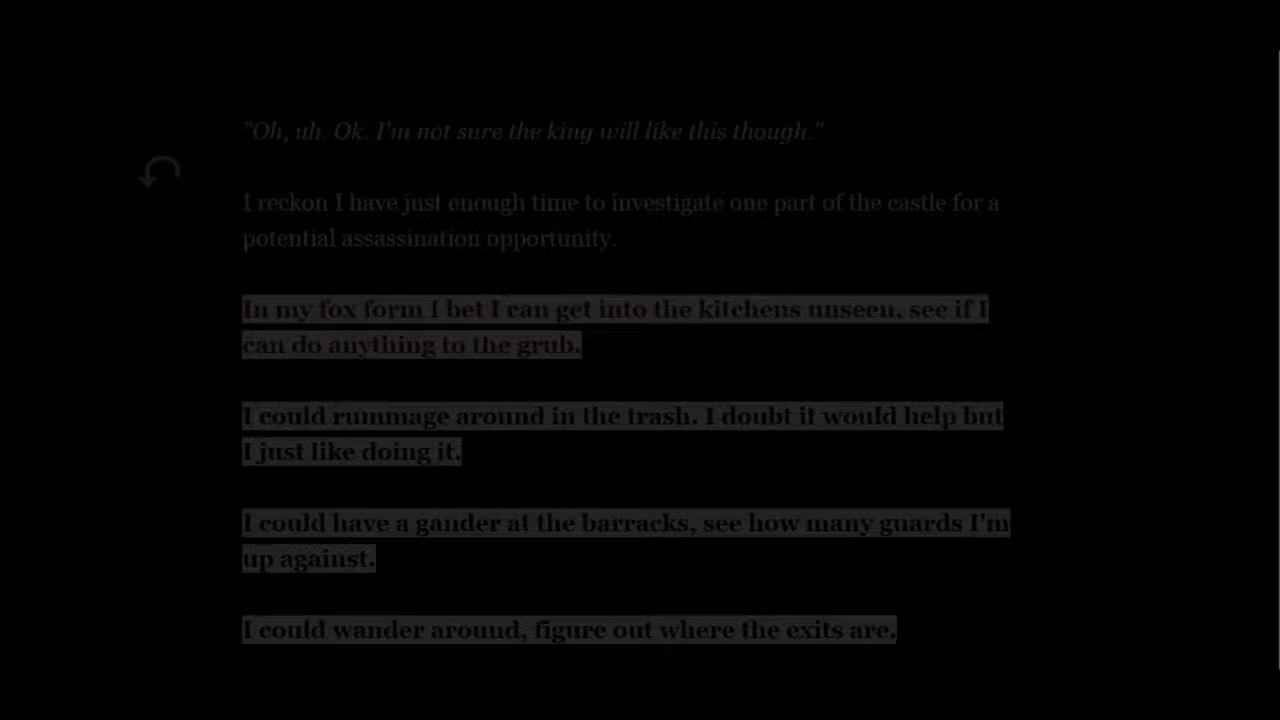 "Oh, uh. Ok. I'm not sure the king will like this though."
I reckon I have just enough time to investigate one part of the castle for a
potential assassination opportunity.
In my fox form I bet I can get into the kitchens unseen, see if I
can do anything to the grub.
I could rummage around in the trash. I doubt it would help but
I just like doing it.
I could have a gander at the barracks, see how many guards I'm
up against.
I could wander around, figure out where the exits are.